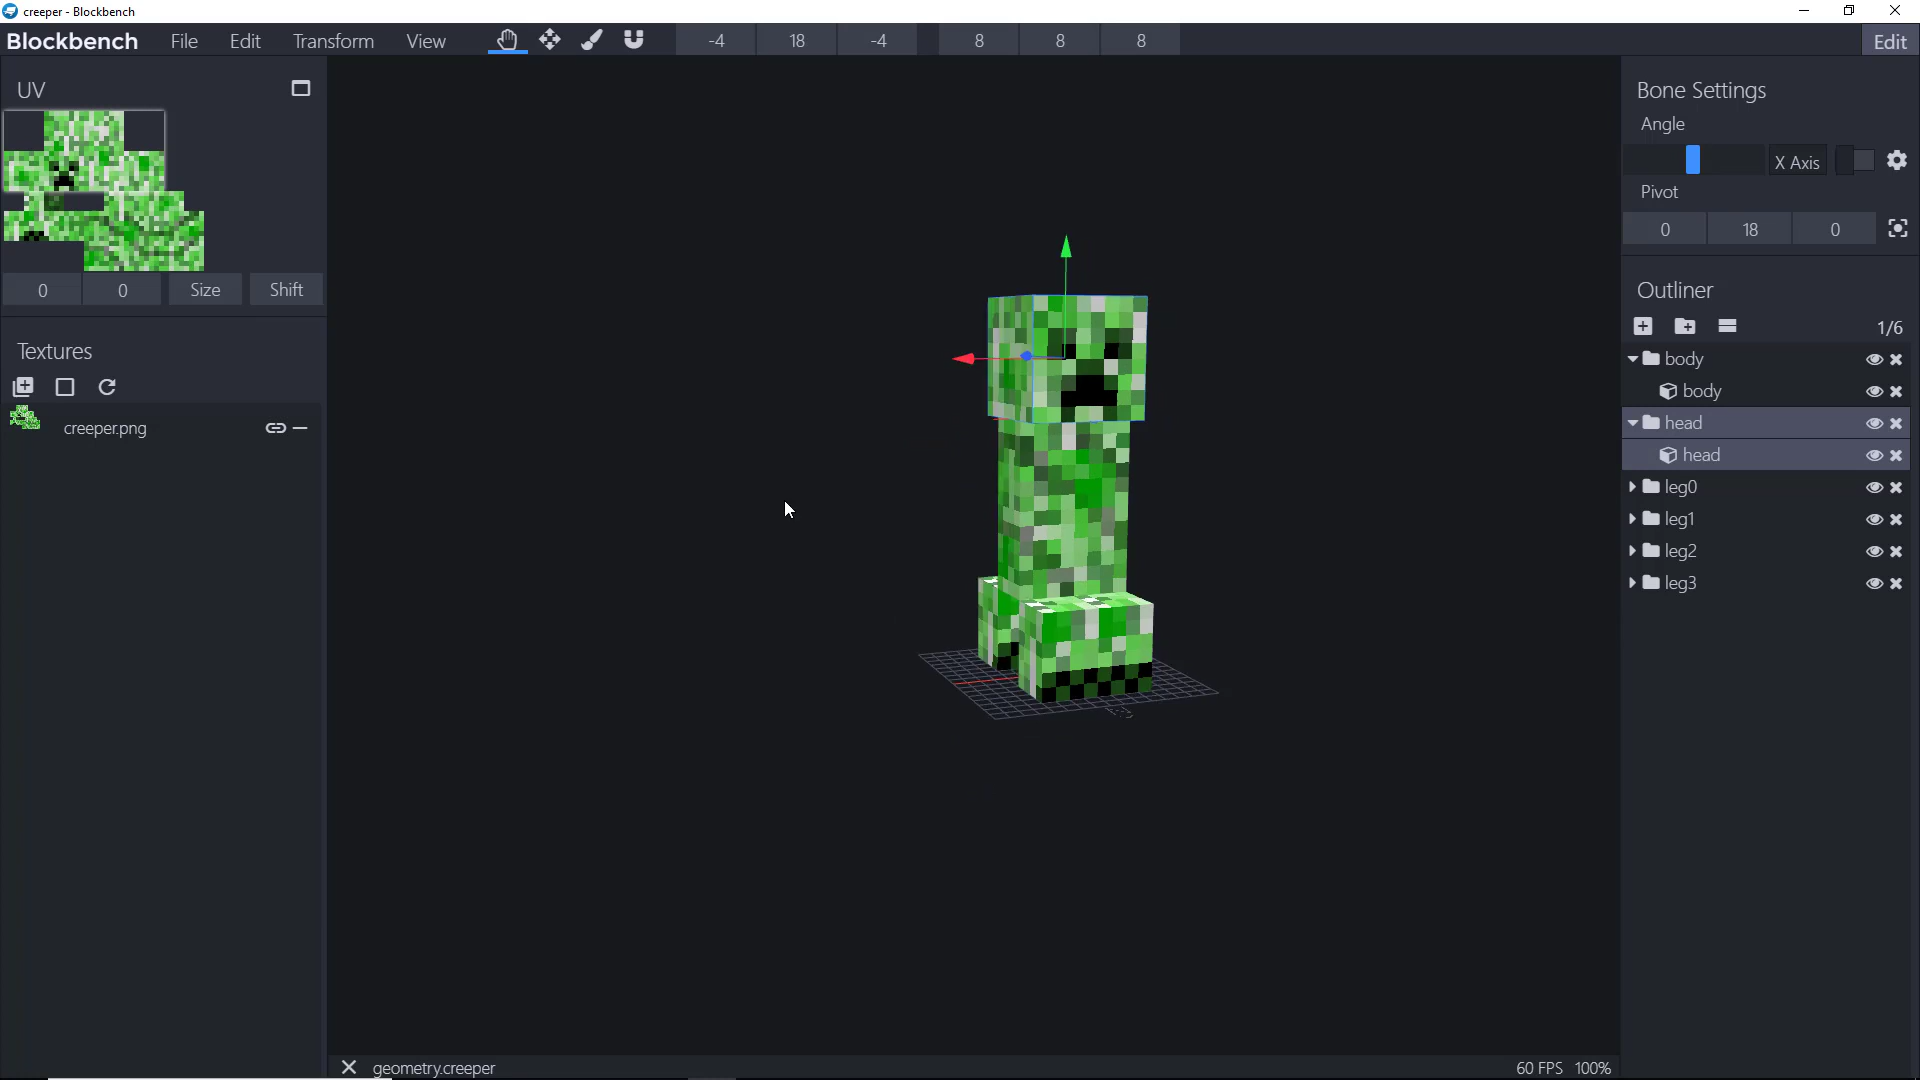 creeper - Blockbench
Blockbench File Edit Transform View -4 18 -4 8 8 8 Edit
UV
0 0 Size Shift
Textures
creeper.png
Bone Settings
Angle
X Axis
Pivot
0 18 0
Outliner
1/6
body
body
head
head
leg0
leg1
leg2
leg3
geometry.creeper
60 FPS 100%